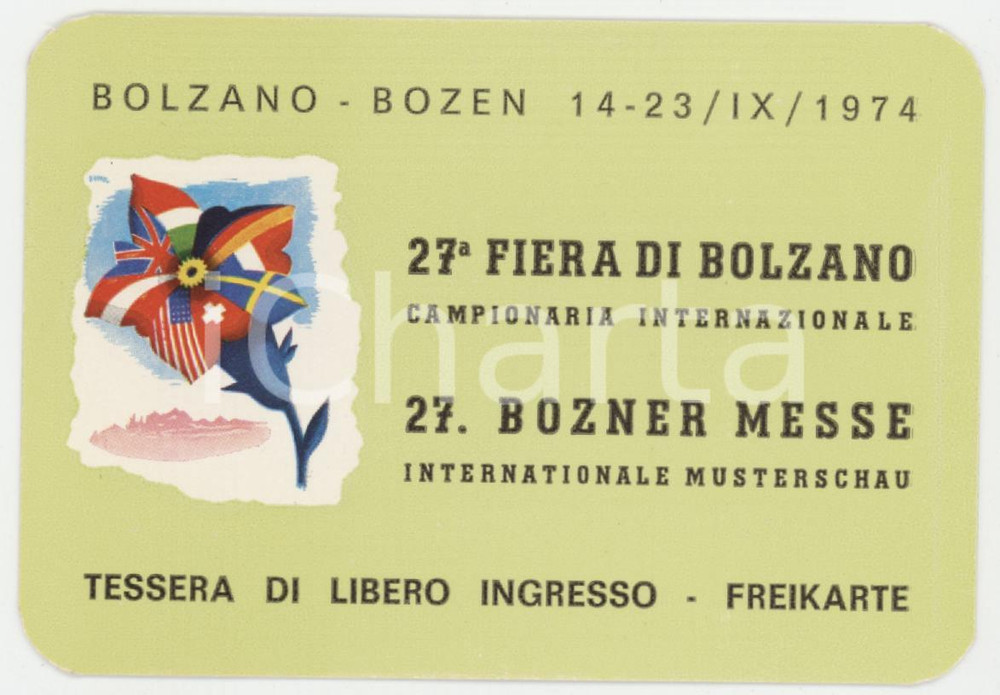 BOLZANO - BOZEN 14-23/IX/1974
27ª FIERA DI BOLZANO
CAMPIONARIA INTERNAZIONALE
27. BOZNER MESSE
INTERNATIONALE MUSTERSCHAU
TESSERA DI LIBERO INGRESSO - FREIKARTE
iCharta